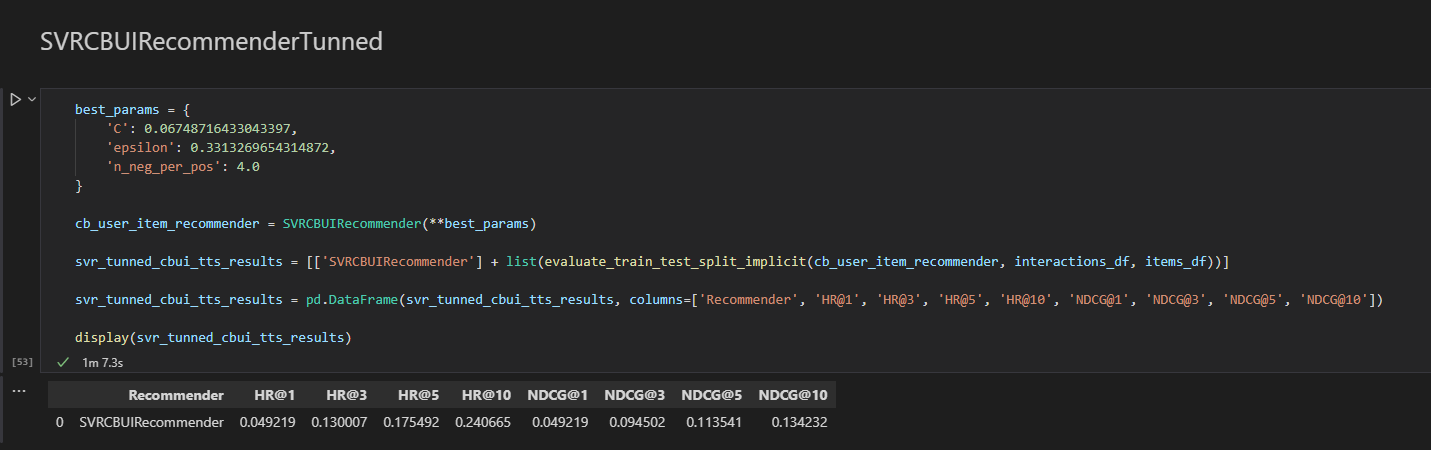 SVRCBUIRecommenderTunned
best_params = {
'C': 0.06748716433043397,
'epsilon': 0.3313269654314872,
'n_neg_per_pos': 4.0
}
cb_user_item_recommender = SVRCBUIRecommender(**best_params)
svr_tunned_cbui_tts_results = [['SVRCBUIRecommender'] + list(evaluate_train_test_split_implicit(cb_user_item_recommender, interactions_df, items_df))]
svr_tunned_cbui_tts_results = pd.DataFrame(svr_tunned_cbui_tts_results, columns=['Recommender', 'HR@1', 'HR@3', 'HR@5', 'HR@10', 'NDCG@1', 'NDCG@3', 'NDCG@5', 'NDCG@10'])
display(svr_tunned_cbui_tts_results)
[53] 1m 7.3s
... Recommender HR@1 HR@3 HR@5 HR@10 NDCG@1 NDCG@3 NDCG@5 NDCG@10
0 SVRCBUIRecommender 0.049219 0.130007 0.175492 0.240665 0.049219 0.094502 0.113541 0.134232